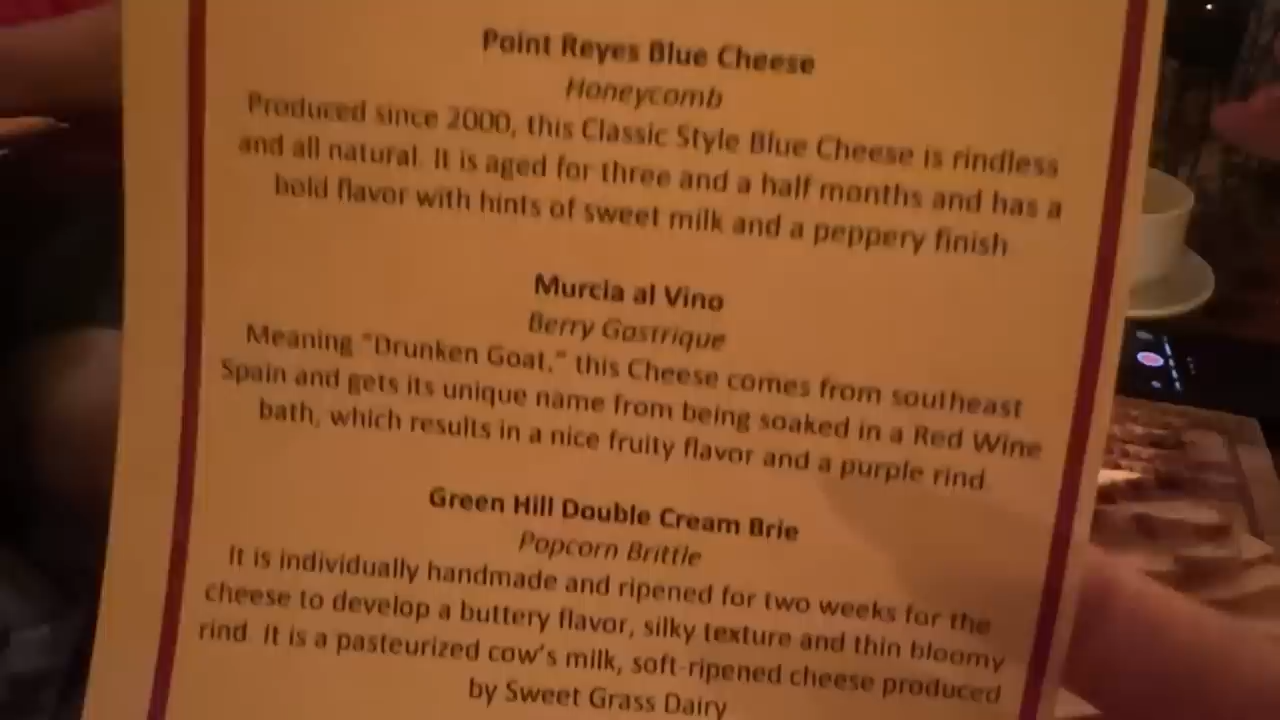 Point Reyes Blue Cheese
Honeycomb
Produced since 2000, this Classic Style Blue Cheese is rindless
and all natural. It is aged for three and a half months and has a
bold flavor with hints of sweet milk and a peppery finish
Murcia al Vino
Berry Gastrique
Meaning "Drunken Goat," this Cheese comes from southeast
Spain and gets its unique name from being soaked in a Red Wine
bath, which results in a nice fruity flavor and a purple rind
Green Hill Double Cream Brie
Popcorn Brittle
It is individually handmade and ripened for two weeks for the
cheese to develop a buttery flavor, silky texture and thin bloomy
rind. It is a pasteurized cow's milk, soft-ripened cheese produced
by Sweet Grass Dairy